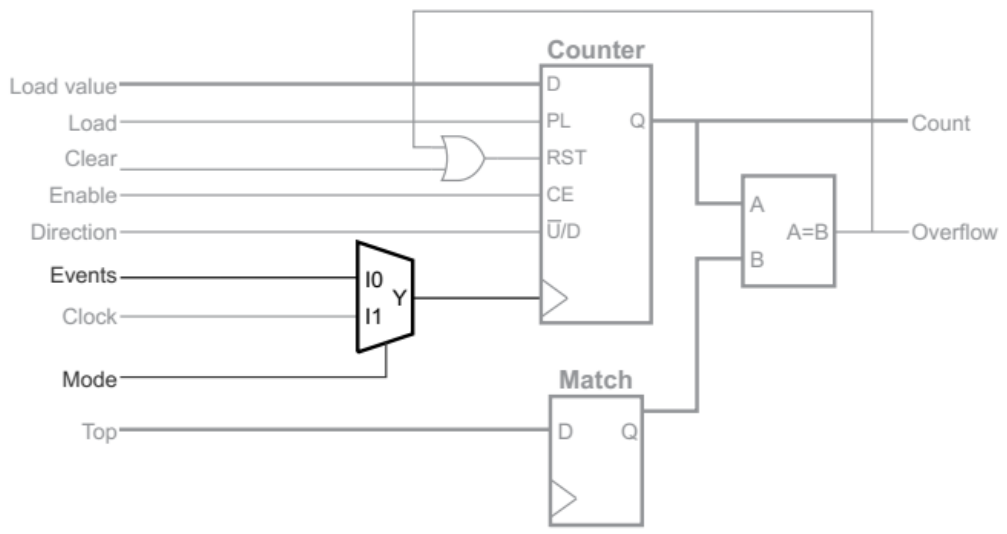 Counter
Load value
D
Load
PL
Q
Count
Clear
RST
Enable
CE
A
Direction
U̅/D
A=B
Overflow
Events
I0
B
Y
Clock
I1
Mode
Match
Top
D
Q